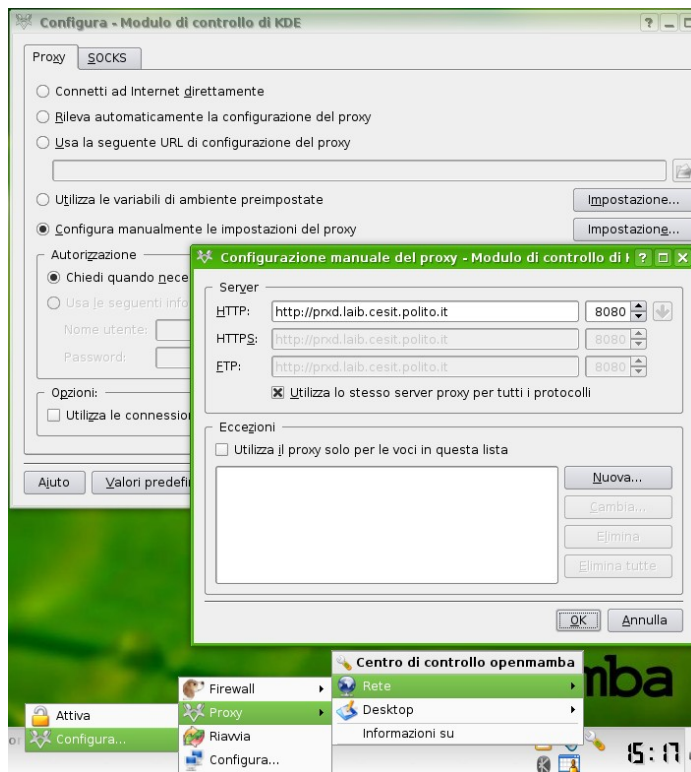 Configura - Modulo di controllo di KDE
Proxy SOCKS
Connetti ad Internet direttamente
Rileva automaticamente la configurazione del proxy
Usa la seguente URL di configurazione del proxy
Utilizza le variabili di ambiente preimpostate Impostazione...
Configura manualmente le impostazioni del proxy Impostazione...
Autorizzazione
Chiedi quando nece
Usa le seguenti info
Nome utente:
Password:
Opzioni:
Utilizza le connessio
Aiuto Valori predefi
Configurazione manuale del proxy - Modulo di controllo di K
Server
HTTP: http://prxd.laib.cesit.polito.it 8080
HTTPS: http://prxd.laib.cesit.polito.it 8080
FTP: http://prxd.laib.cesit.polito.it 8080
Utilizza lo stesso server proxy per tutti i protocolli
Eccezioni
Utilizza il proxy solo per le voci in questa lista
Nuova...
Cambia...
Elimina
Elimina tutte
OK Annulla
mba
Centro di controllo openmamba
Rete
Desktop
Informazioni su
Firewall
Proxy
Riavvia
Configura...
Attiva
Configura...
15:17